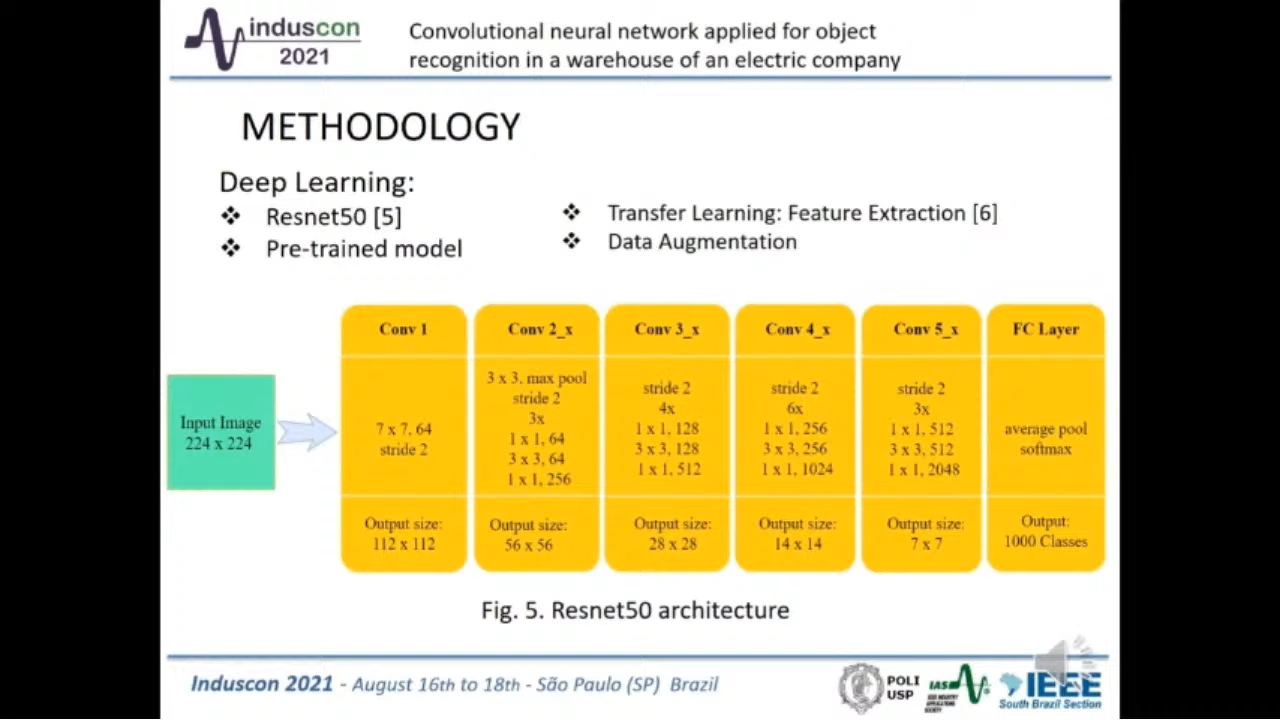 induscon
2021
Convolutional neural network applied for object
recognition in a warehouse of an electric company
METHODOLOGY
Deep Learning:
❖ Resnet50 [5]
❖ Pre-trained model
❖ Transfer Learning: Feature Extraction [6]
❖ Data Augmentation
Input Image
224 x 224
Conv 1
7 x 7, 64
stride 2
Output size:
112 x 112
Conv 2_x
3 x 3, max pool
stride 2
3x
1 x 1, 64
3 x 3, 64
1 x 1, 256
Output size:
56 x 56
Conv 3_x
stride 2
4x
1 x 1, 128
3 x 3, 128
1 x 1, 512
Output size:
28 x 28
Conv 4_x
stride 2
6x
1 x 1, 256
3 x 3, 256
1 x 1, 1024
Output size:
14 x 14
Conv 5_x
stride 2
3x
1 x 1, 512
3 x 3, 512
1 x 1, 2048
Output size:
7 x 7
FC Layer
average pool
softmax
Output:
1000 Classes
Fig. 5. Resnet50 architecture
Induscon 2021 - August 16th to 18th - São Paulo (SP) Brazil
POLI
USP
IAS
IEEE INDUSTRY
APPLICATIONS
SOCIETY
IEEE
South Brazil Section